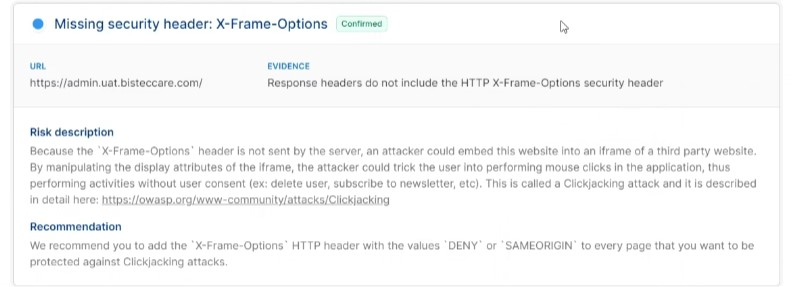 Missing security header: X-Frame-Options Confirmed
URL EVIDENCE
https://admin.uat.bisteccare.com/ Response headers do not include the HTTP X-Frame-Options security header
Risk description
Because the `X-Frame-Options` header is not sent by the server, an attacker could embed this website into an iframe of a third party website.
By manipulating the display attributes of the iframe, the attacker could trick the user into performing mouse clicks in the application, thus
performing activities without user consent (ex: delete user, subscribe to newsletter, etc). This is called a Clickjacking attack and it is described
in detail here: https://owasp.org/www-community/attacks/Clickjacking
Recommendation
We recommend you to add the `X-Frame-Options` HTTP header with the values `DENY` or `SAMEORIGIN` to every page that you want to be
protected against Clickjacking attacks.